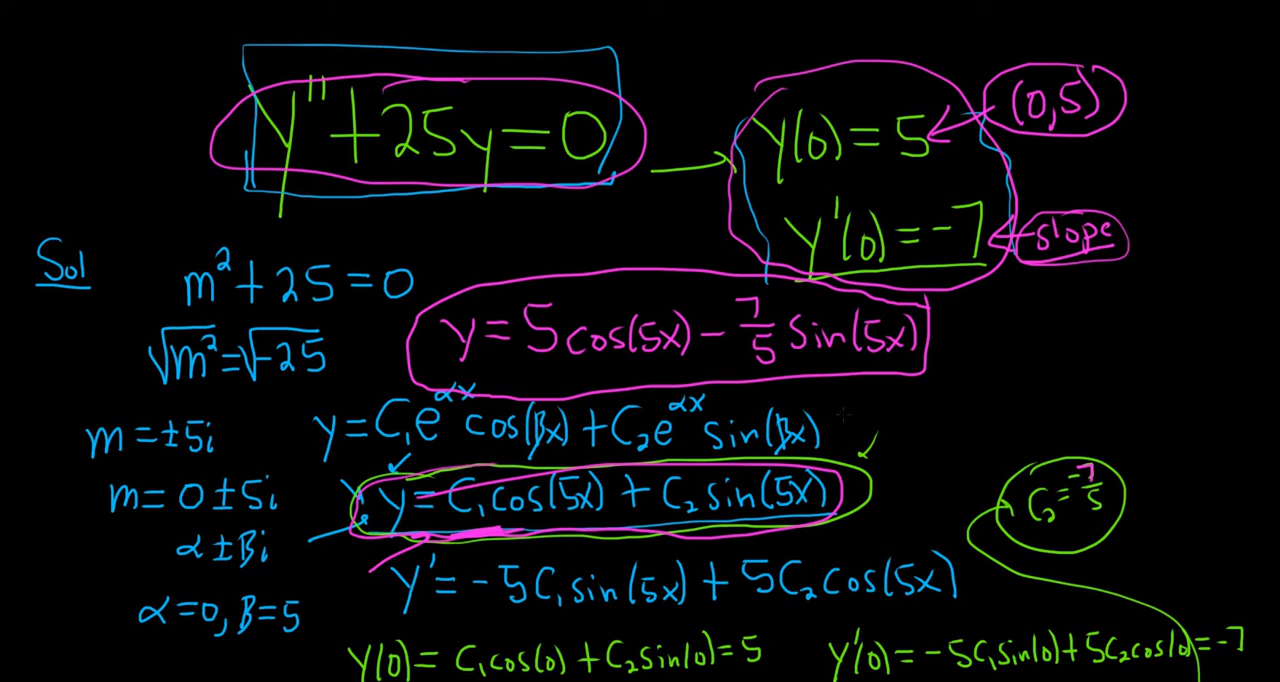 y'' + 25y = 0
y(0) = 5
(0,5)
y'(0) = -7
slope
Sol
m² + 25 = 0
y = 5cos(5x) - 7/5 sin(5x)
√m² = √-25
m = ±5i
y = C₁e^αx cos(βx) + C₂e^αx sin(βx)
m = 0 ± 5i
y = C₁cos(5x) + C₂sin(5x)
C₂ = -7/5
α ± βi
y' = -5C₁sin(5x) + 5C₂cos(5x)
α = 0, β = 5
y(0) = C₁cos(0) + C₂sin(0) = 5
y'(0) = -5C₁sin(0) + 5C₂cos(0) = -7